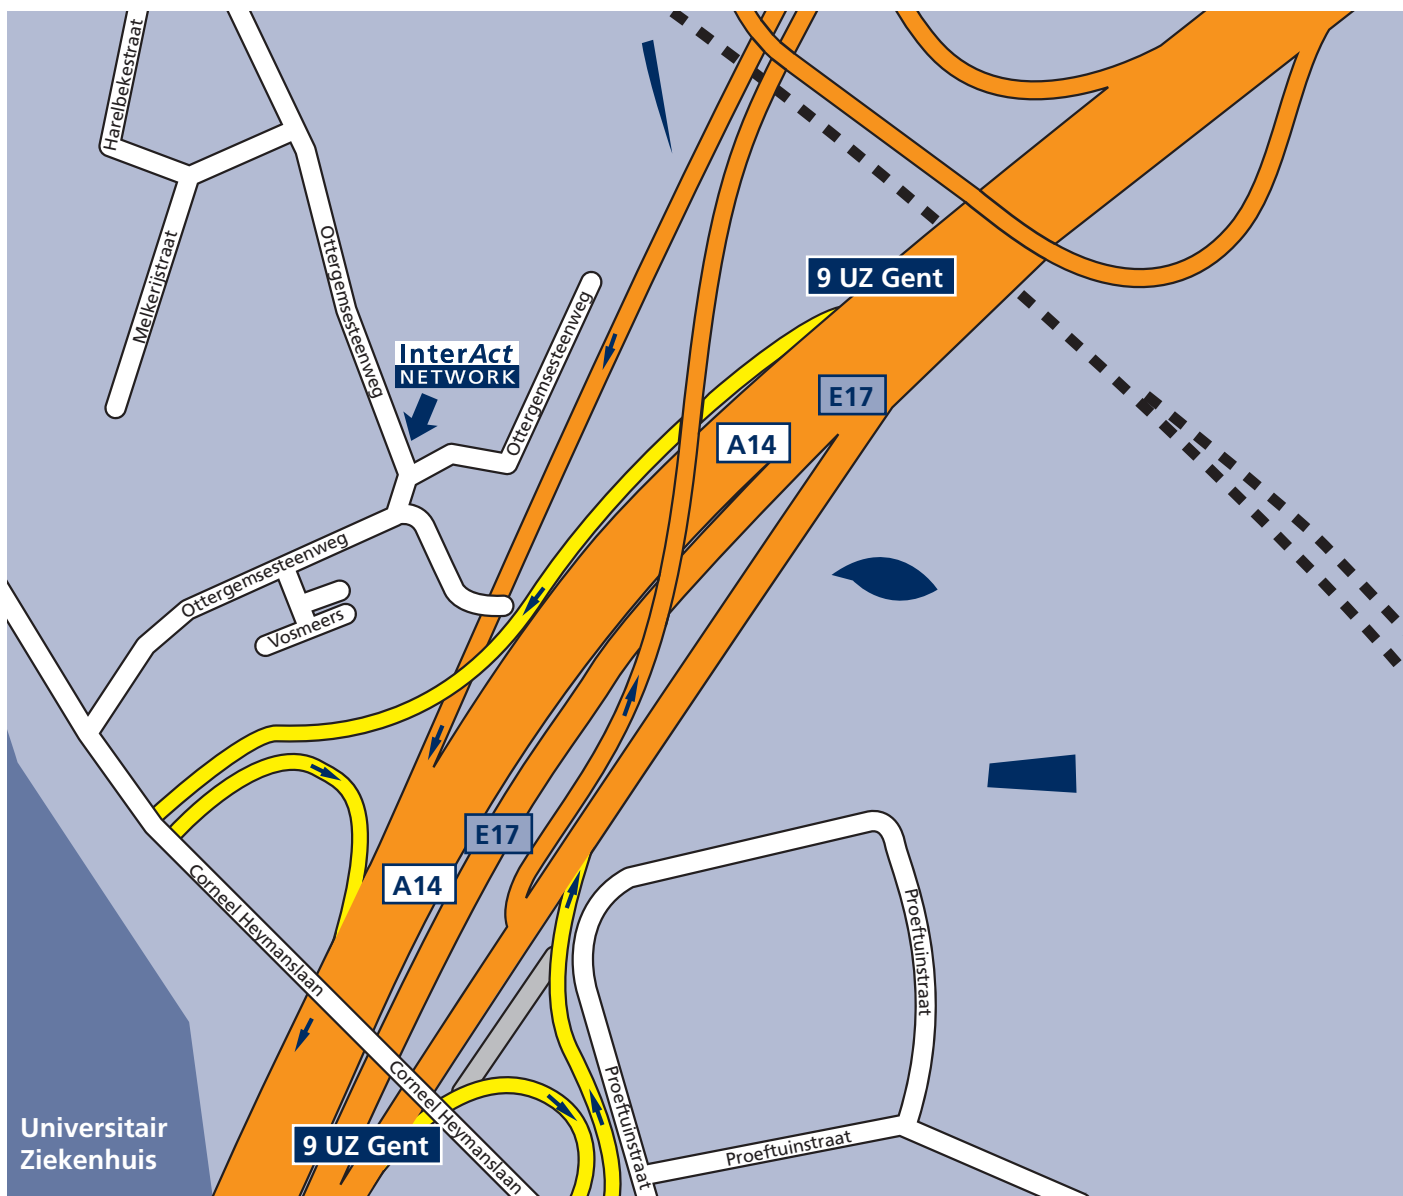 Harelbekestraat
Melkerijstraat
Ottergemsesteenweg
InterAct
NETWORK
Ottergemsesteenweg
9 UZ Gent
E17
A14
Ottergemsesteenweg
Vosmeers
E17
A14
Corneel Heymanslaan
Proeftuinstraat
Corneel Heymanslaan
Proeftuinstraat
Proeftuinstraat
9 UZ Gent
Universitair
Ziekenhuis